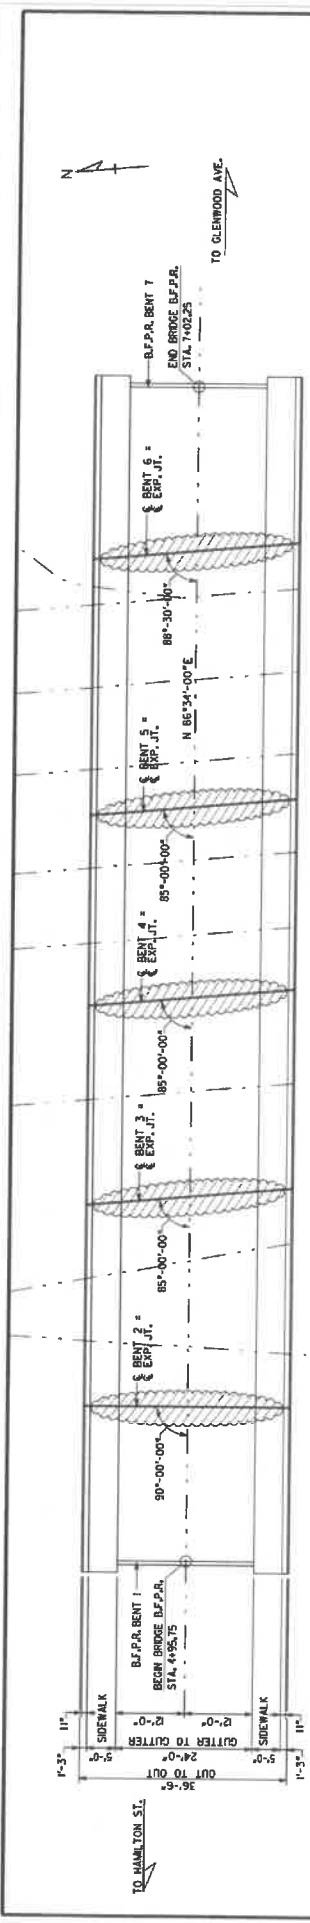 N
TO GLENWOOD AVE.
B.F.P.R. BENT 7
END BRIDGE B.F.P.R.
STA. 7+02.25
℄ BENT 6 =
℄ EXP. JT.
88°-30'-00"
N 86°34'-00"E
℄ BENT 5 =
℄ EXP. JT.
85°-00'-00"
℄ BENT 4 =
℄ EXP. JT.
85°-00'-00"
℄ BENT 3 =
℄ EXP. JT.
85°-00'-00"
℄ BENT 2 =
℄ EXP. JT.
90°-00'-00"
B.F.P.R. BENT 1
BEGIN BRIDGE B.F.P.R.
STA. 4+95.75
11"
SIDEWALK
12'-0"
12'-0"
SIDEWALK
11"
1'-3"
5'-0"
24'-0"
GUTTER TO GUTTER
5'-0"
1'-3"
36'-6"
OUT TO OUT
TO HAMILTON ST.